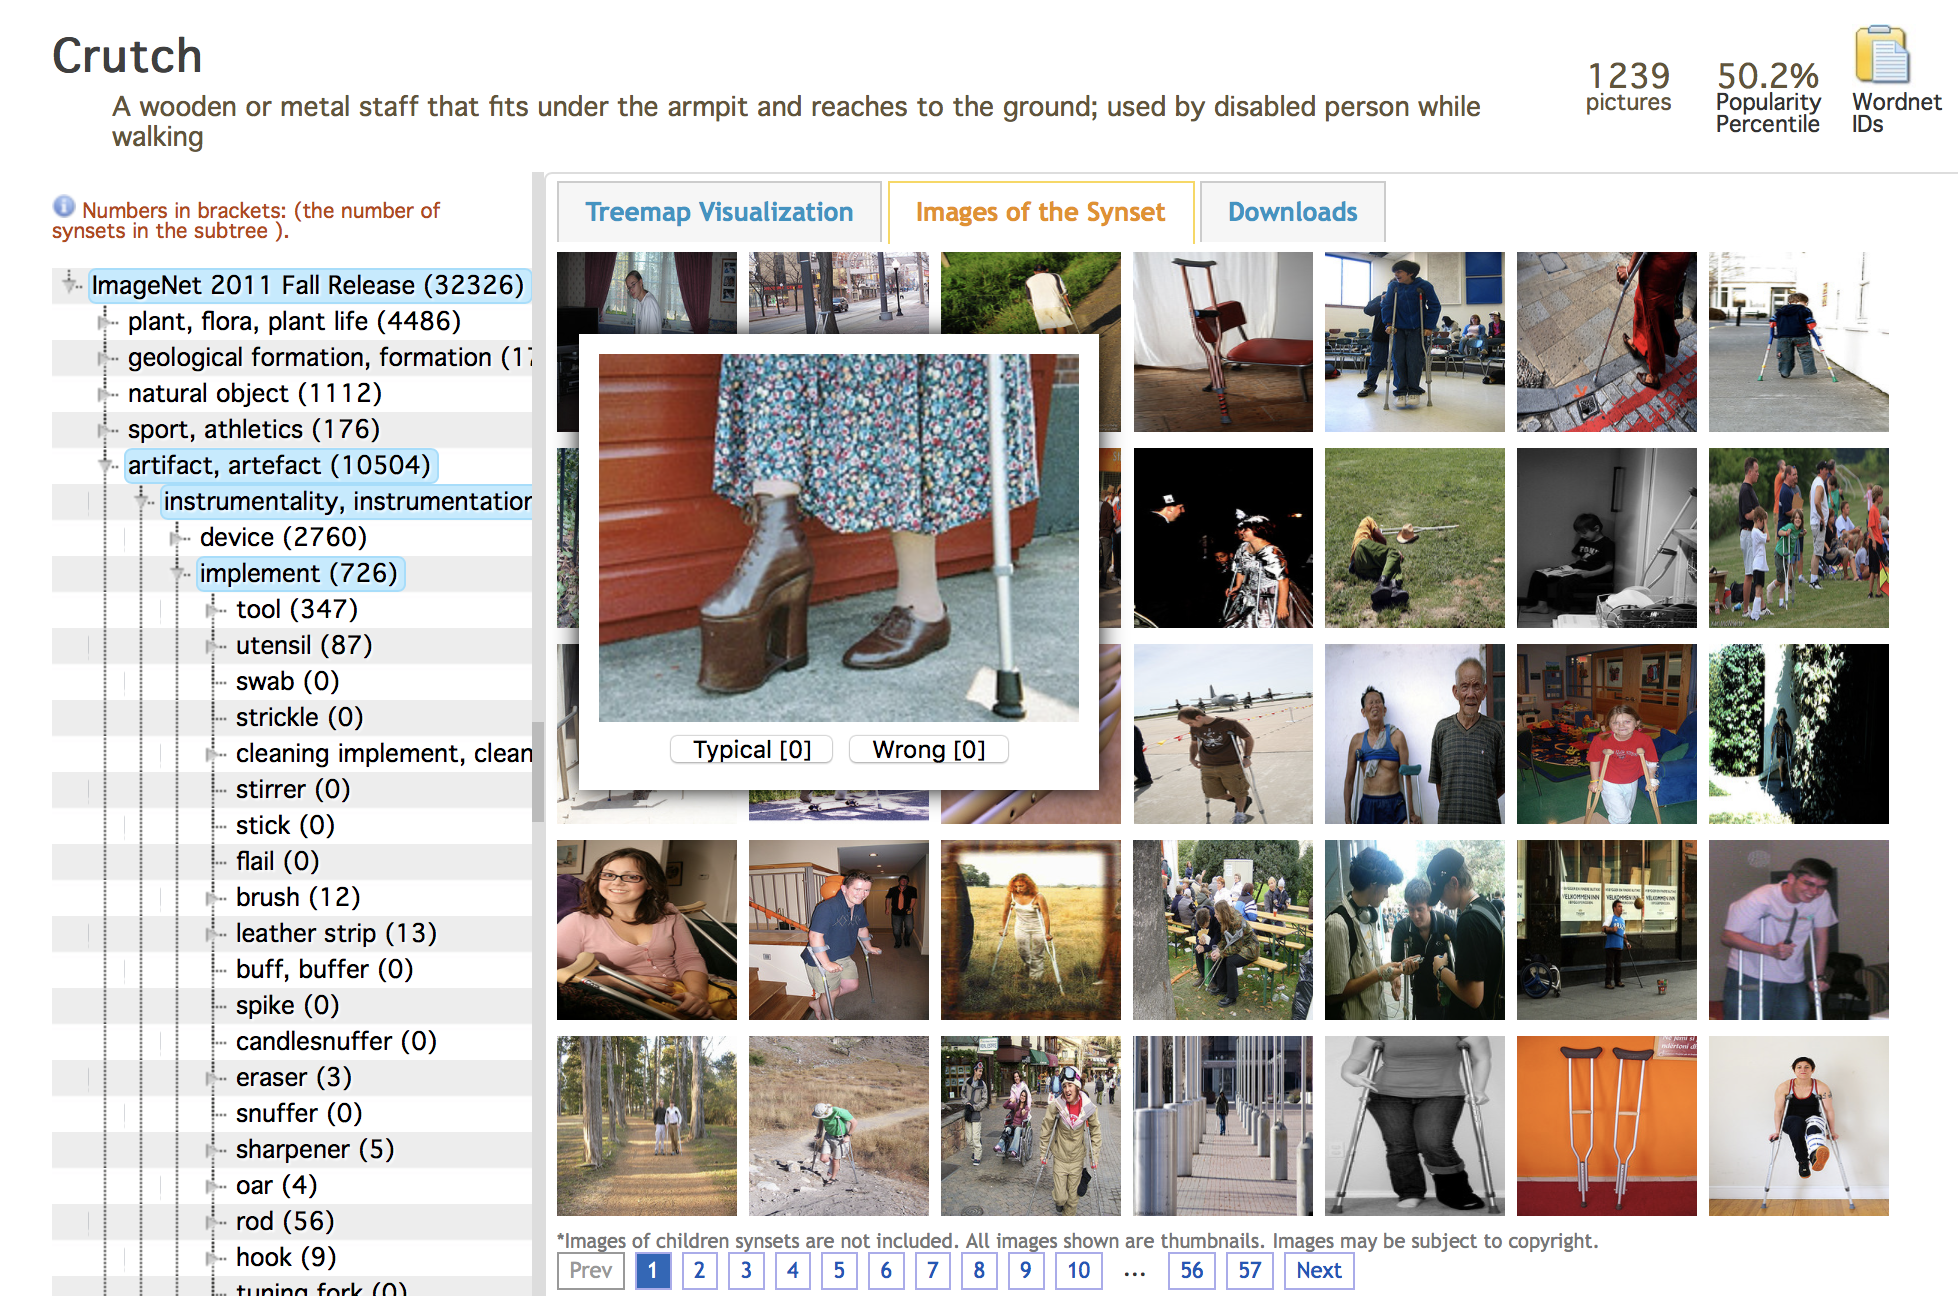 Crutch
A wooden or metal staff that fits under the armpit and reaches to the ground; used by disabled person while
walking
1239
pictures
50.2%
Popularity
Percentile
Wordnet
IDs
Numbers in brackets: (the number of
synsets in the subtree ).
ImageNet 2011 Fall Release (32326)
plant, flora, plant life (4486)
geological formation, formation (17
natural object (1112)
sport, athletics (176)
artifact, artefact (10504)
instrumentality, instrumentation
device (2760)
implement (726)
tool (347)
utensil (87)
swab (0)
strickle (0)
cleaning implement, clean
stirrer (0)
stick (0)
flail (0)
brush (12)
leather strip (13)
buff, buffer (0)
spike (0)
candlesnuffer (0)
eraser (3)
snuffer (0)
sharpener (5)
oar (4)
rod (56)
hook (9)
tuning fork (0)
Treemap Visualization
Images of the Synset
Downloads
Typical [0]
Wrong [0]
VELKOMMEN INN
*Images of children synsets are not included. All images shown are thumbnails. Images may be subject to copyright.
Prev 1 2 3 4 5 6 7 8 9 10 ... 56 57 Next